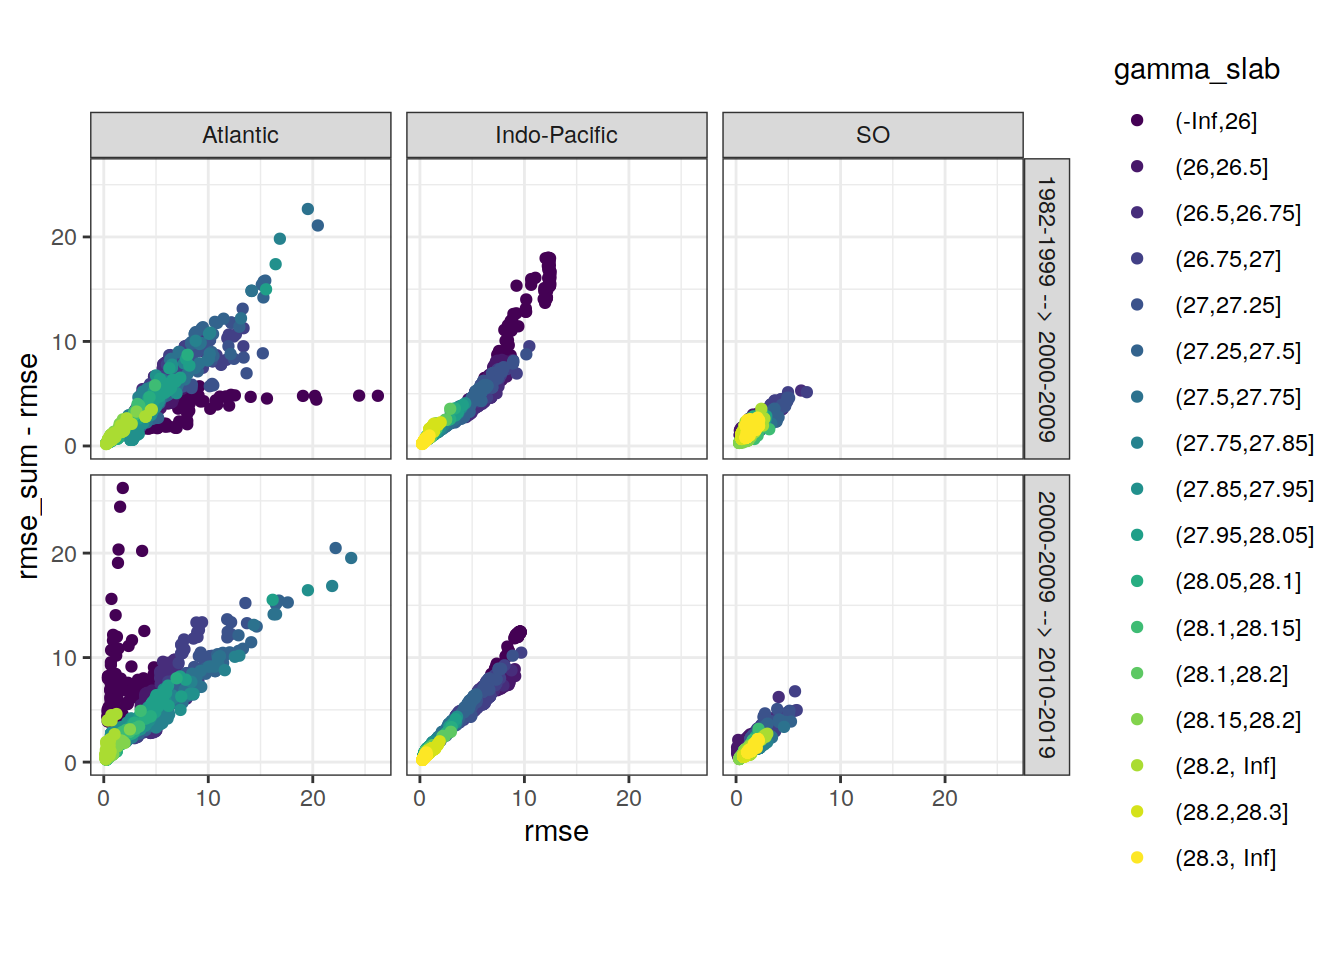 gamma_slab
Atlantic
Indo-Pacific
SO
(-Inf,26]
(26,26.5]
(26.5,26.75]
(26.75,27]
(27,27.25]
(27.25,27.5]
(27.5,27.75]
(27.75,27.85]
(27.85,27.95]
(27.95,28.05]
(28.05,28.1]
(28.1,28.15]
(28.1,28.2]
(28.15,28.2]
(28.2, Inf]
(28.2,28.3]
(28.3, Inf]
1982-1999 --> 2000-2009
2000-2009 --> 2010-2019
rmse_sum - rmse
20
10
0
20
10
0
0 10 20
0 10 20
0 10 20
rmse